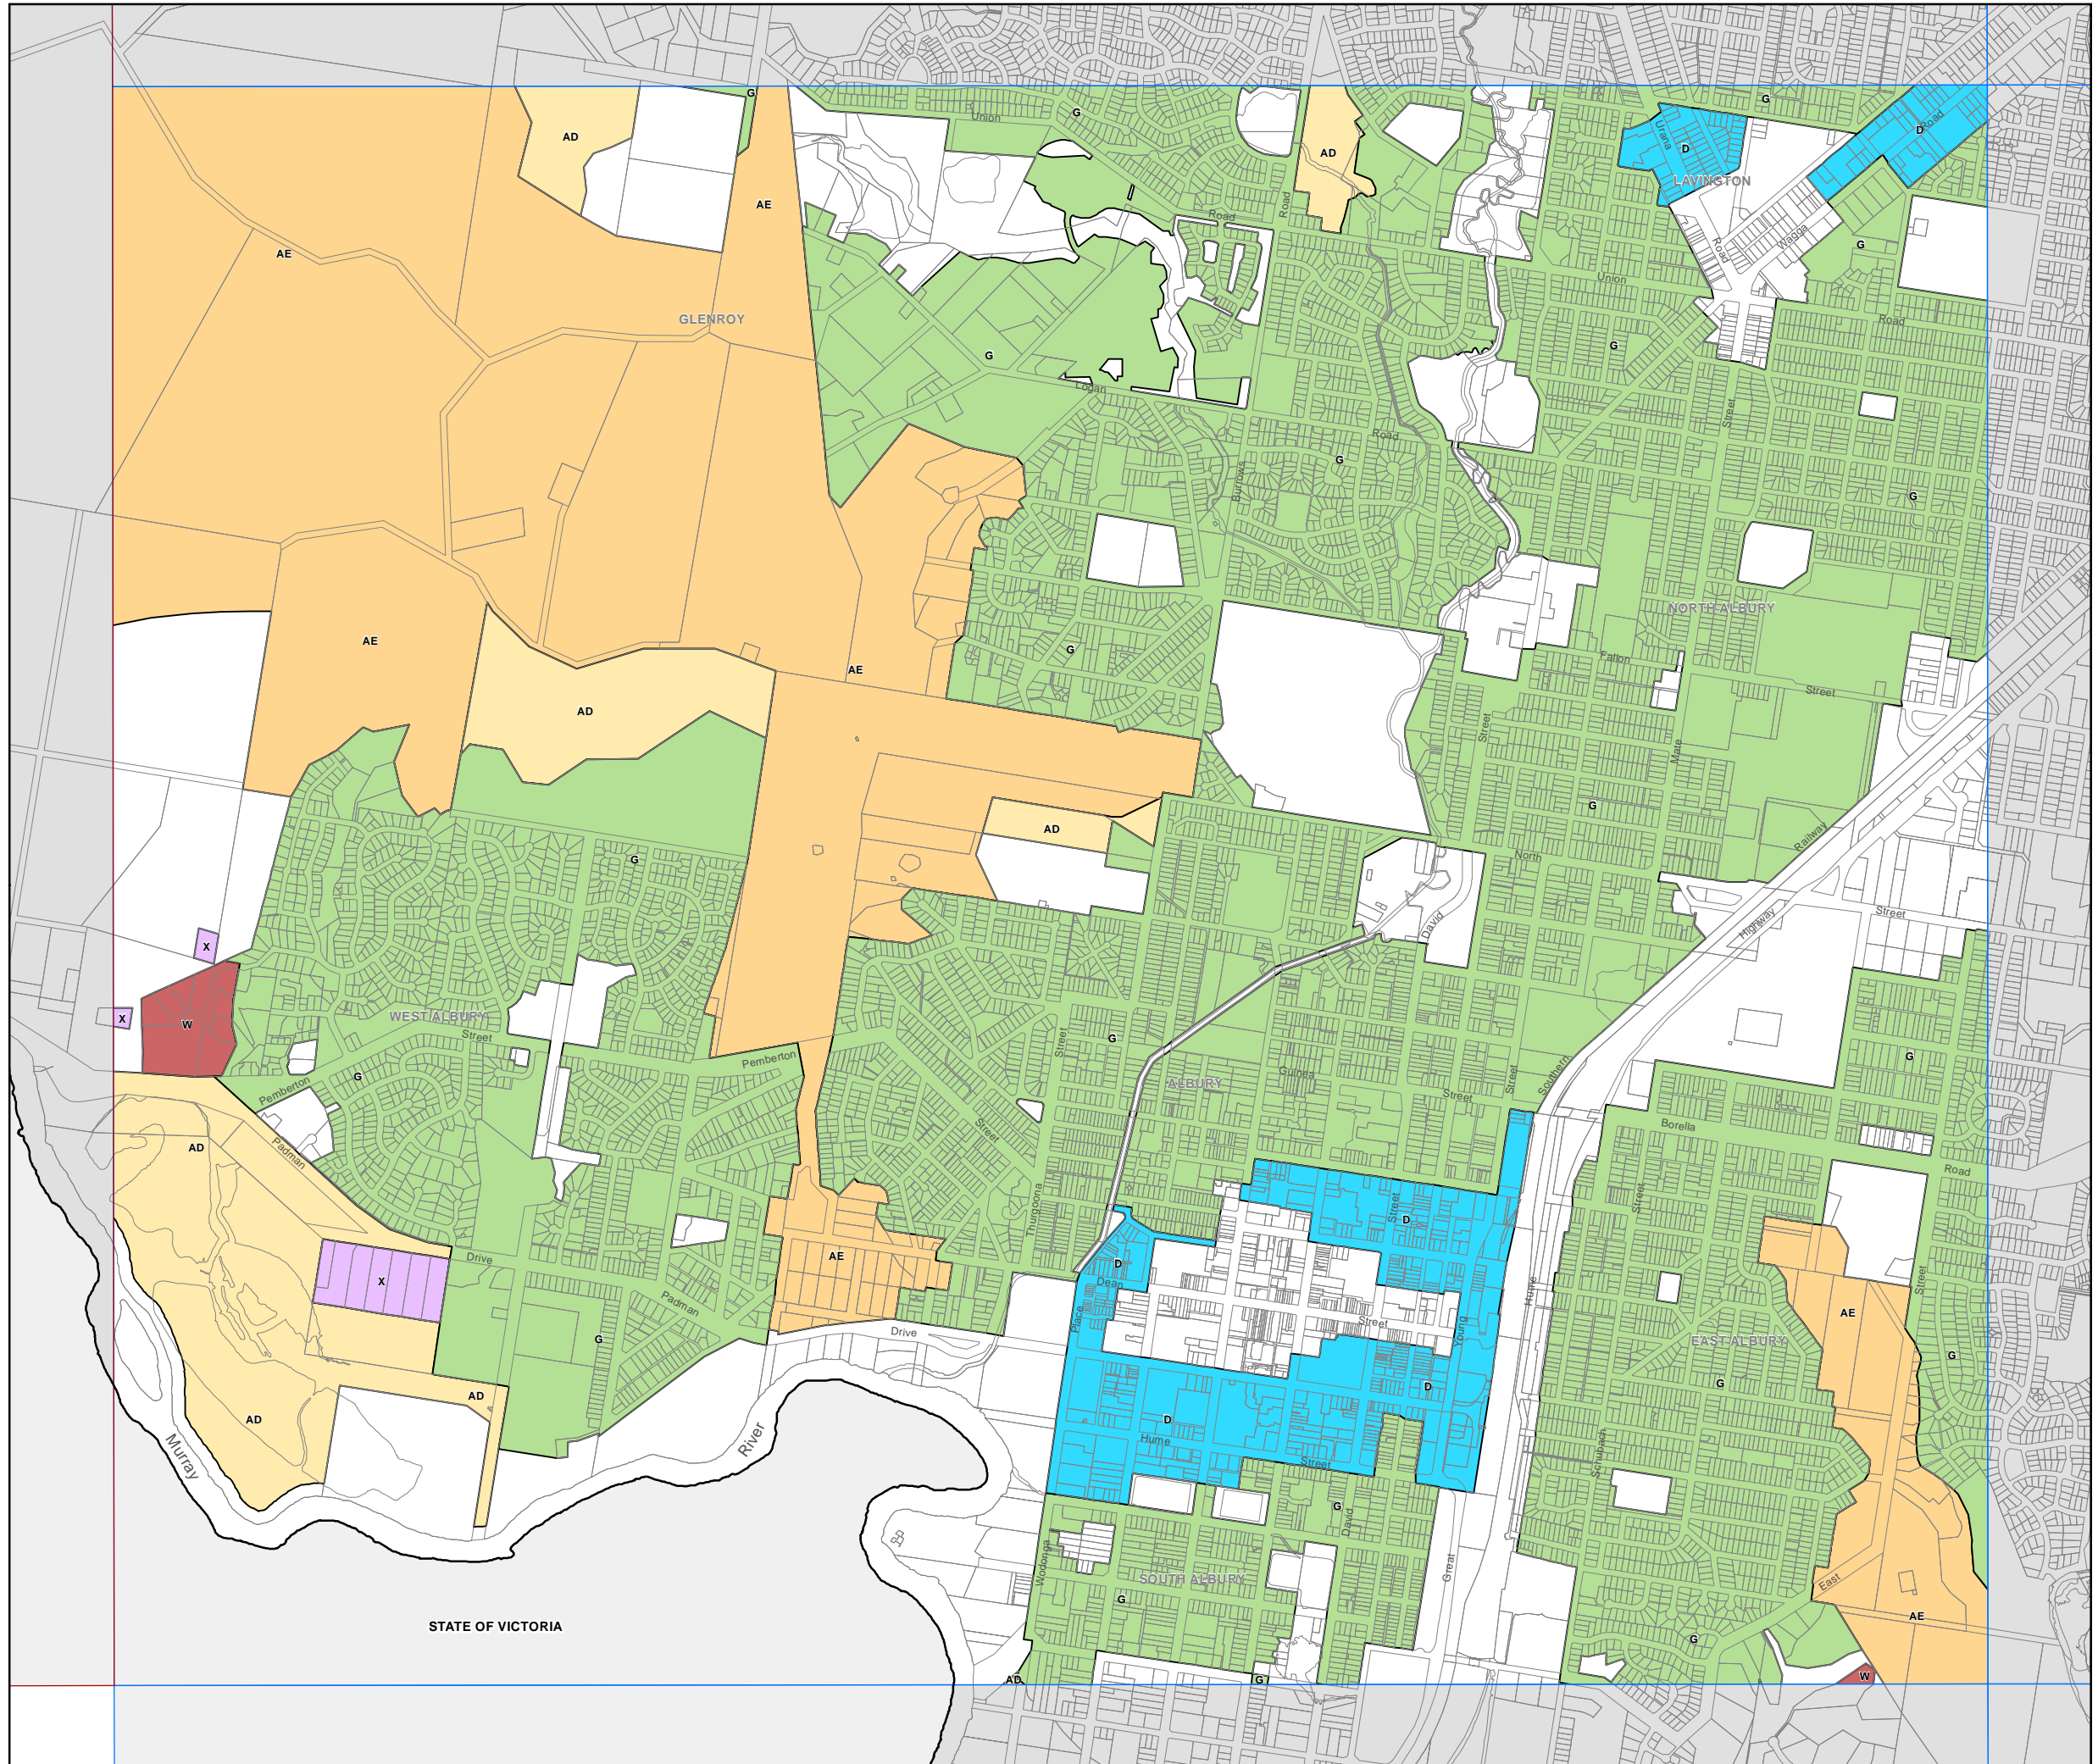 G
G
G
AD
Union
Urana
D
D
Road
AD
LAVINGTON
AE
Road
Road
AE
Road
Wagga
G
Union
GLENROY
Road
G
G
Logan
Street
Road
G
Burrows
G
NORTH ALBURY
AE
G
Fallon
AE
Street
AD
Street
Mate
G
AD
Railway
G
North
Street
David
Highway
X
X
W
WEST ALBURY
Street
G
Street
G
Pemberton
Southern
G
Guinea
ALBURY
Street
Street
Pemberton
Borella
Street
AD
Padman
Road
Street
Thurgoona
Street
D
Drive
AE
D
X
Dean
Street
Hume
Padman
Place
Street
AE
Drive
G
Young
EAST ALBURY
G
AD
D
G
AD
D
Murray
River
Hume
Street
Schubach
G
David
Wodonga
Great
SOUTH ALBURY
East
G
AE
STATE OF VICTORIA
G
AD
G
W